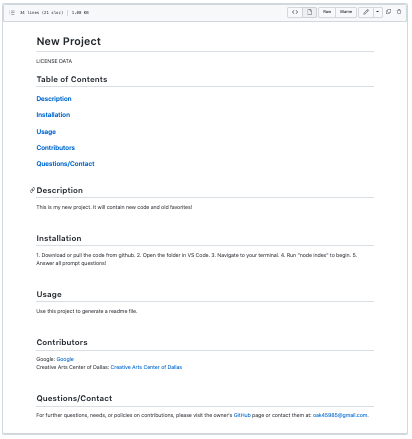 34 lines (21 sloc) | 1.08 KB
Raw
Blame
New Project
LICENSE DATA
Table of Contents
Description
Installation
Usage
Contributors
Questions/Contact
Description
This is my new project. It will contain new code and old favorites!
Installation
1. Download or pull the code from github. 2. Open the folder in VS Code. 3. Navigate to your terminal. 4. Run "node index" to begin. 5.
Answer all prompt questions!
Usage
Use this project to generate a readme file.
Contributors
Google: Google
Creative Arts Center of Dallas: Creative Arts Center of Dallas
Questions/Contact
For further questions, needs, or policies on contributions, please visit the owner's GitHub page or contact them at: oak45985@gmail.com.